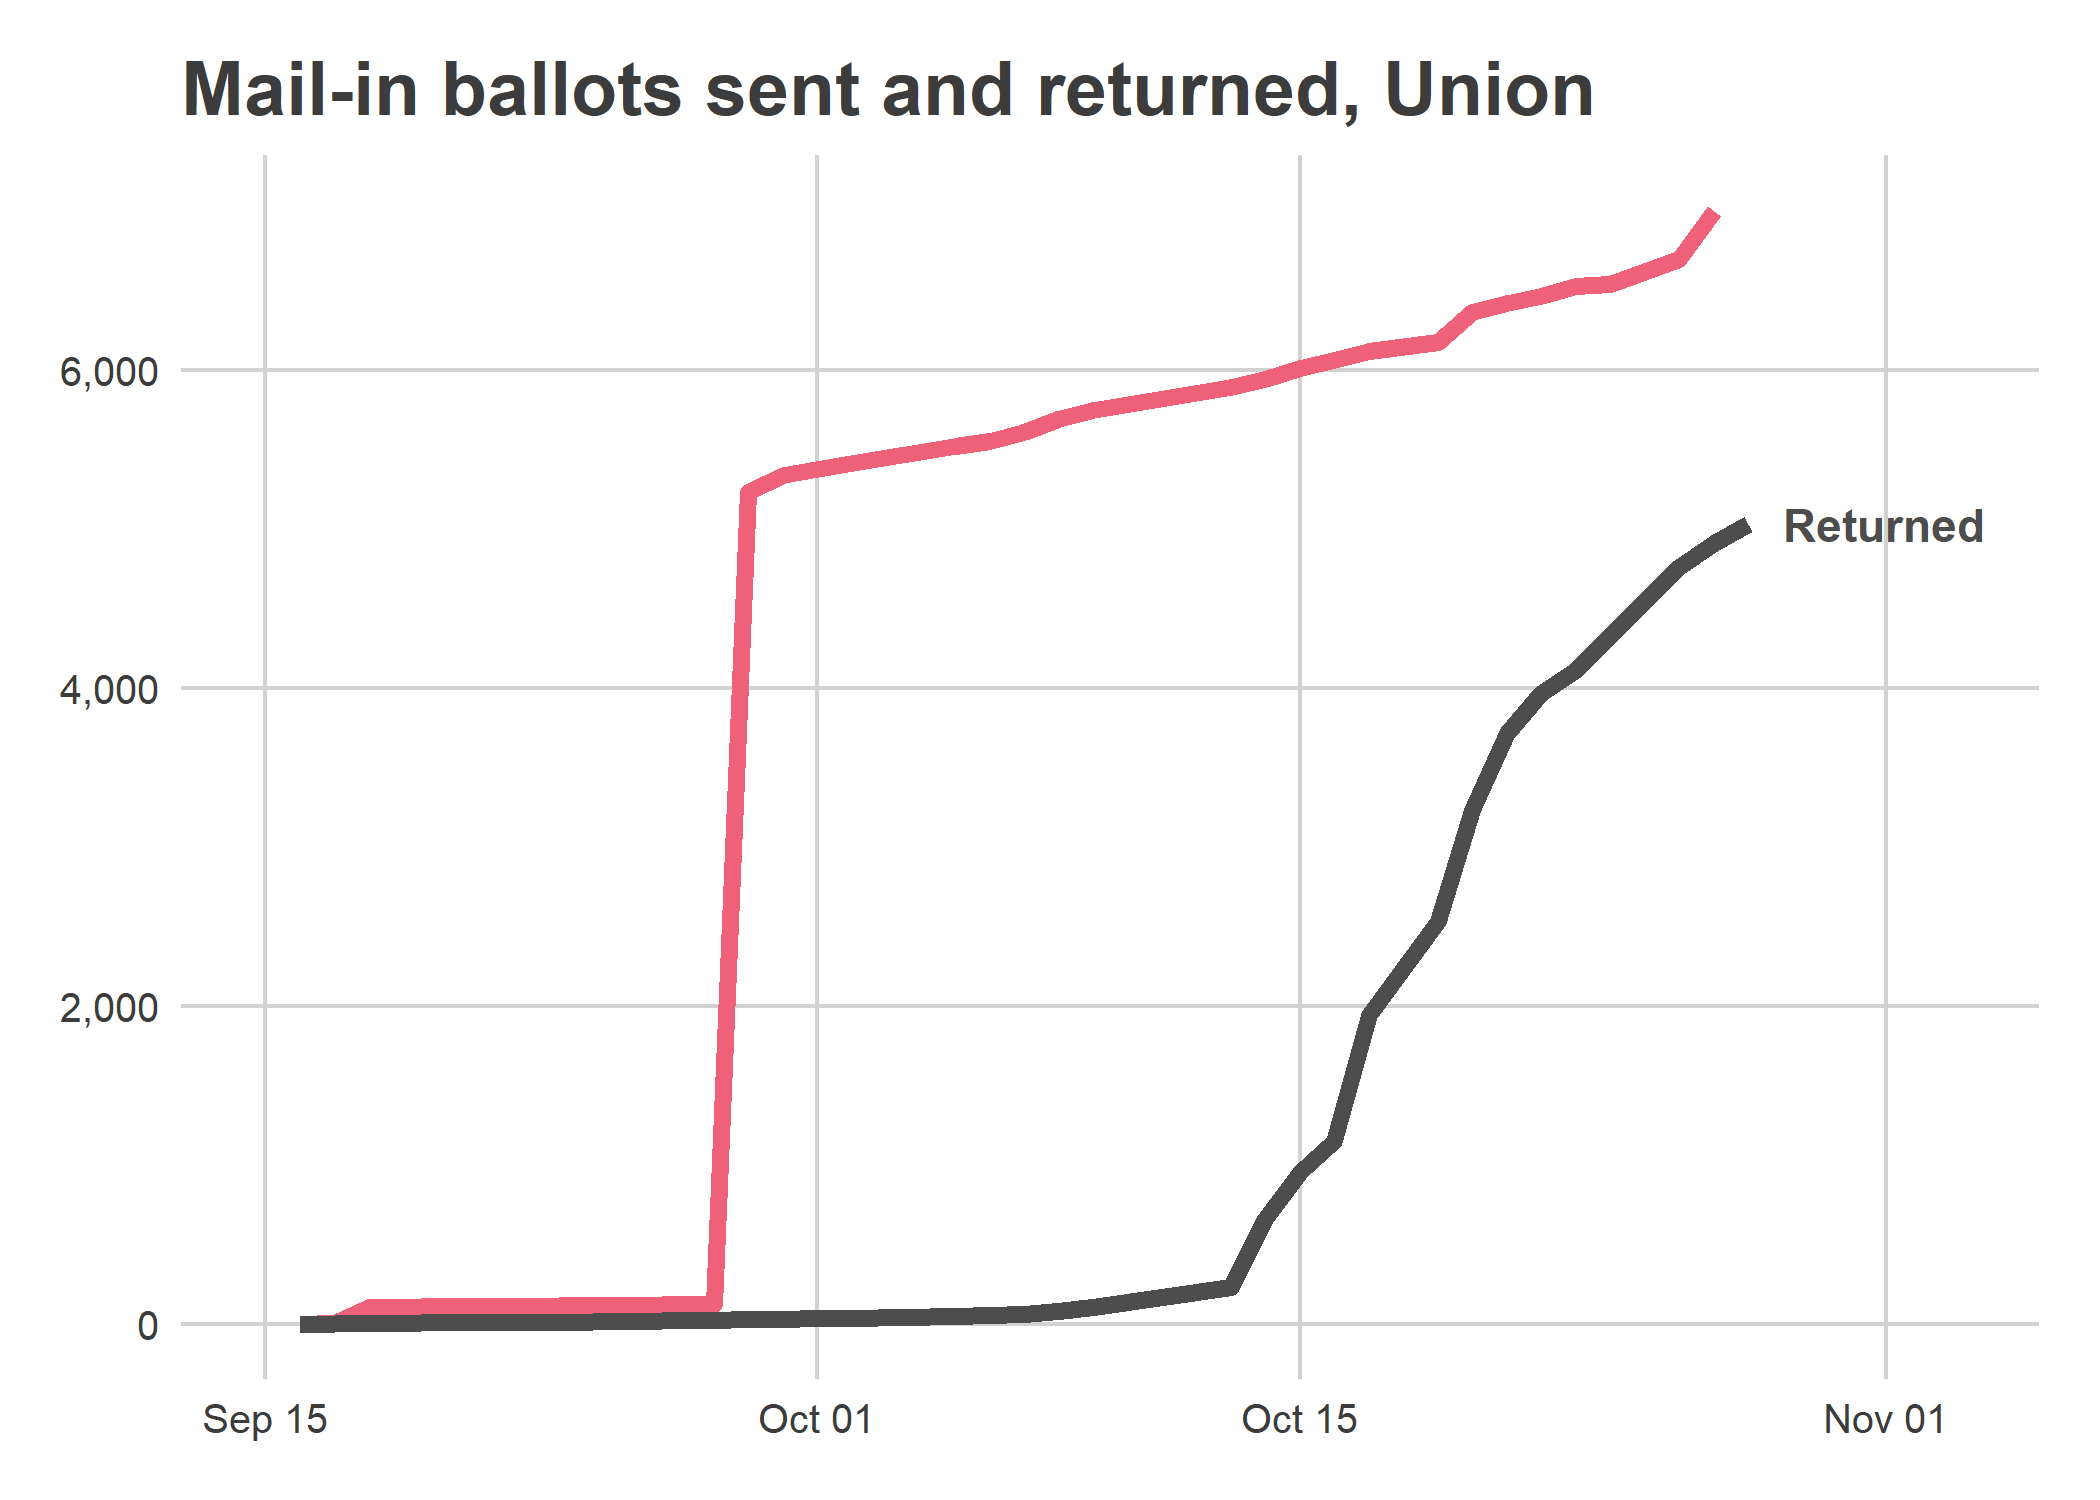 Mail-in ballots sent and returned, Union
6,000
4,000
2,000
0
Returned
Sep 15
Oct 01
Oct 15
Nov 01